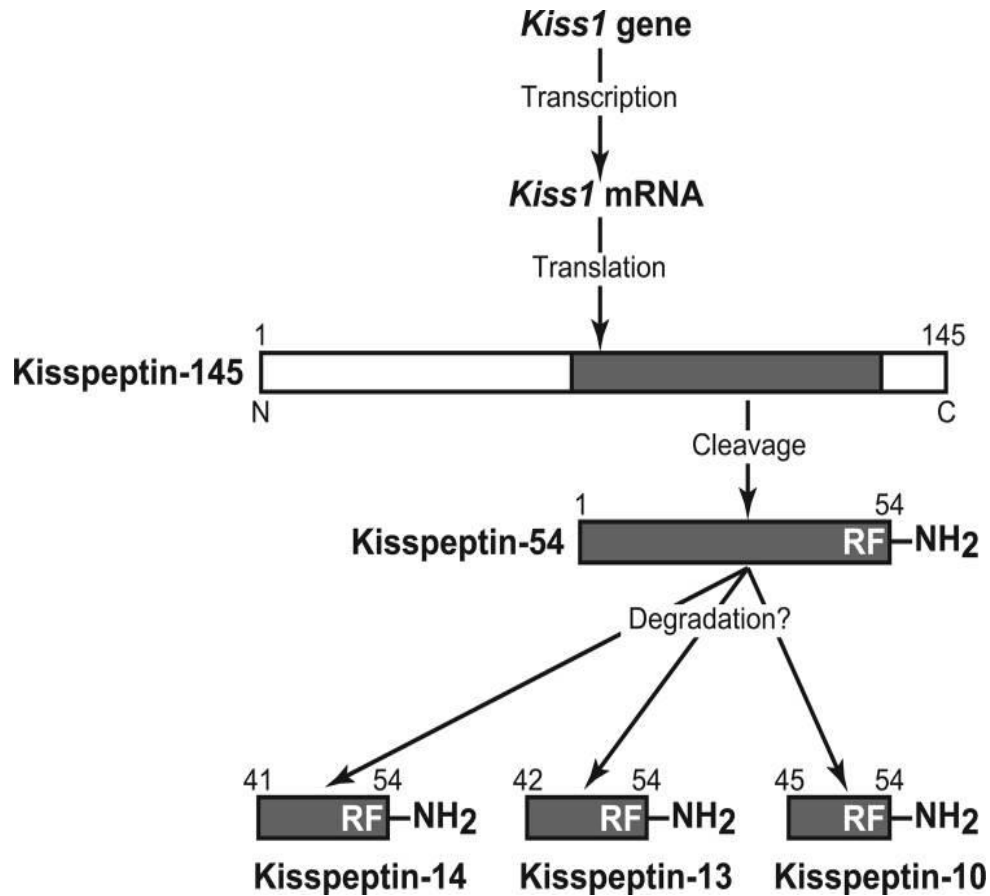 Kiss1 gene
Transcription
Kiss1 mRNA
Translation
1 145
Kisspeptin-145
N C
Cleavage
1 54
Kisspeptin-54 RF NH2
Degradation?
41 54 42 54 45 54
RF NH2 RF NH2 RF NH2
Kisspeptin-14 Kisspeptin-13 Kisspeptin-10